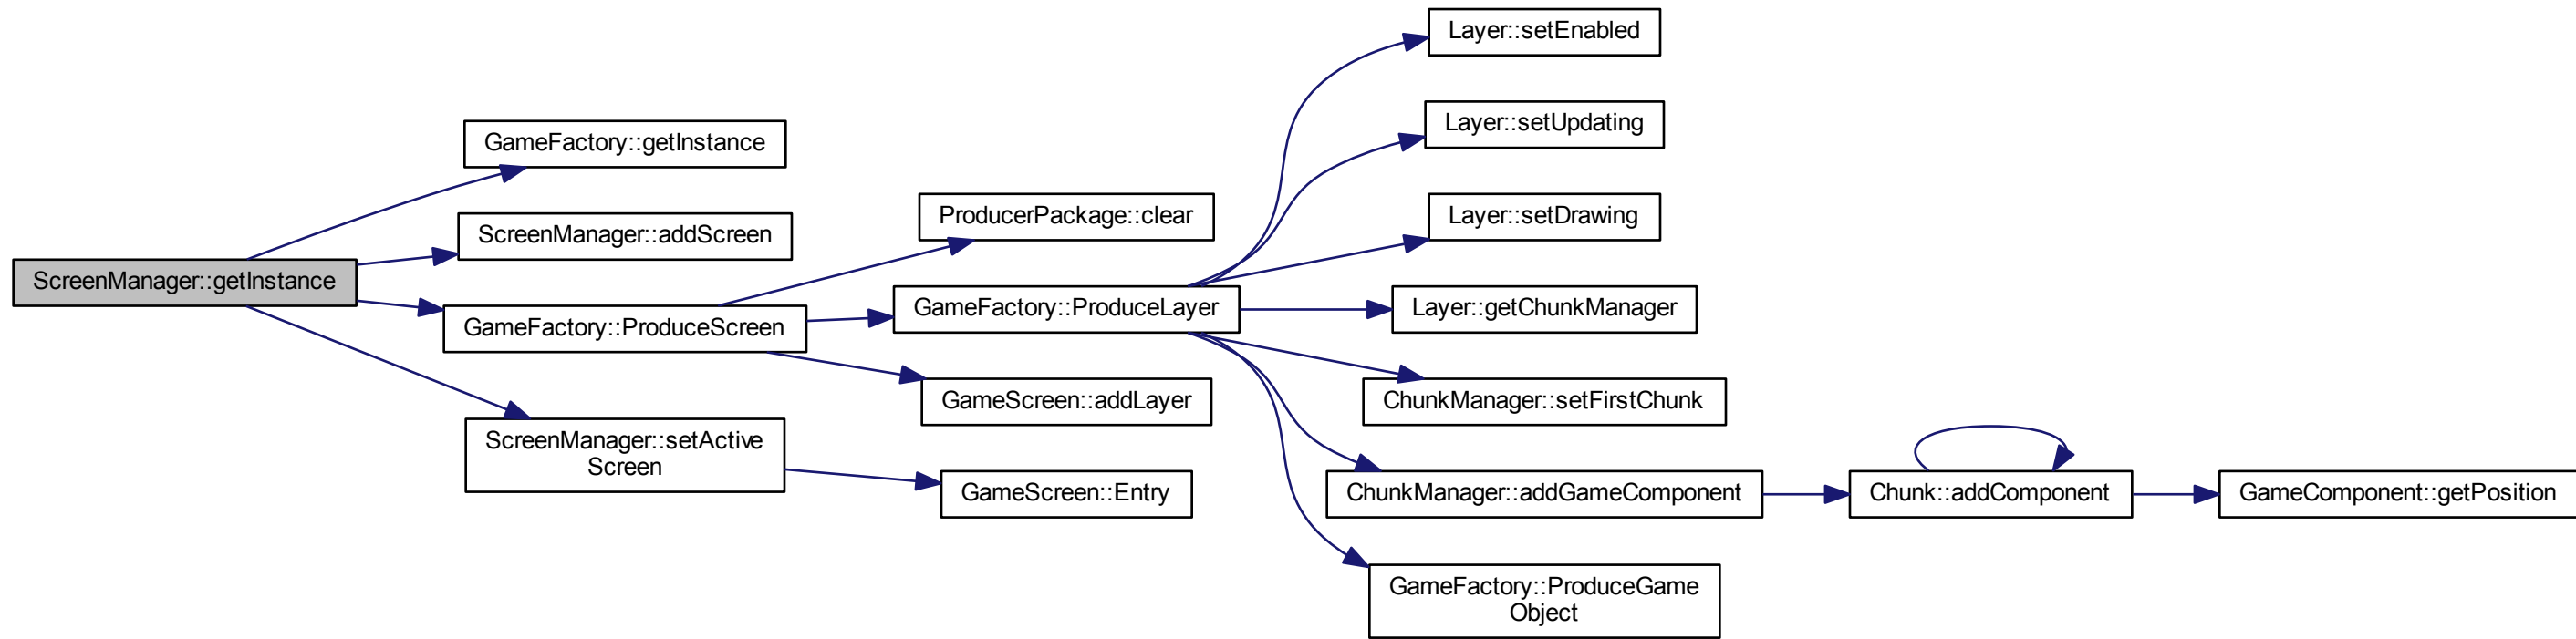 Layer::setEnabled
Layer::setUpdating
GameFactory::getInstance
ProducerPackage::clear
Layer::setDrawing
ScreenManager::addScreen
ScreenManager::getInstance
GameFactory::ProduceLayer
Layer::getChunkManager
GameFactory::ProduceScreen
GameScreen::addLayer
ChunkManager::setFirstChunk
ScreenManager::setActive
Screen
GameScreen::Entry
ChunkManager::addGameComponent
Chunk::addComponent
GameComponent::getPosition
GameFactory::ProduceGame
Object